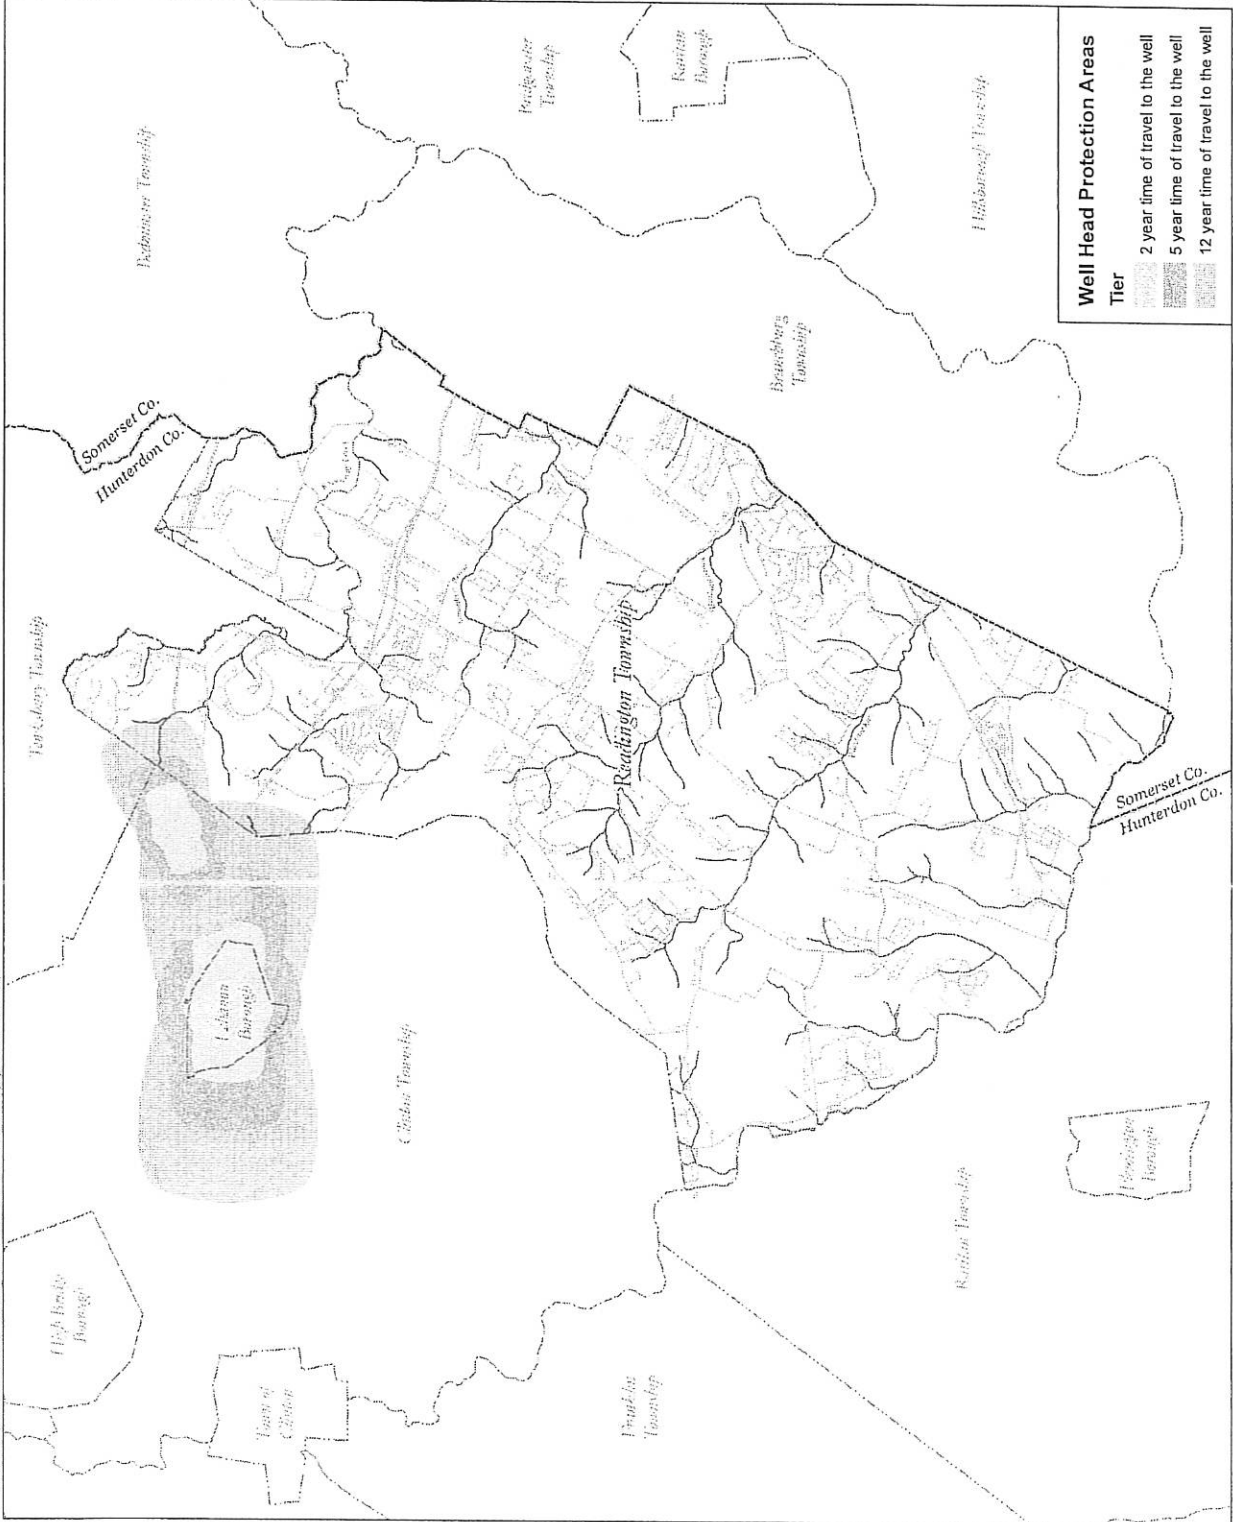 Tewksbury Township
Bedminster Township
Bridgewater
Township
Raritan
Borough
High Bridge
Borough
Somerset Co.
Hunterdon Co.
Lebanon
Borough
Town of
Clinton
Clinton Township
Readington Township
Branchburg
Township
Hillsborough Township
Franklin
Township
Raritan Township
Flemington
Borough
Somerset Co.
Hunterdon Co.
Well Head Protection Areas
Tier
2 year time of travel to the well
5 year time of travel to the well
12 year time of travel to the well